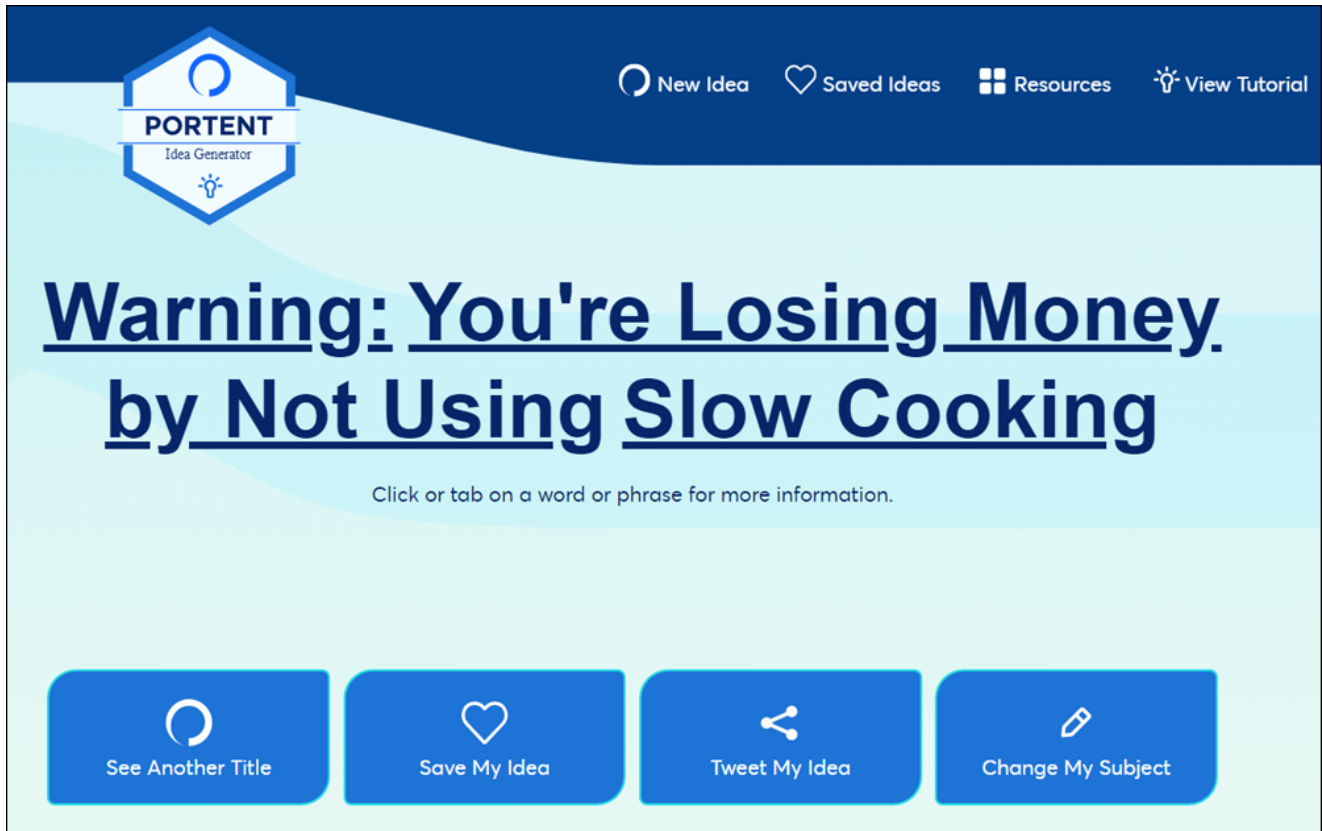 PORTENT
Idea Generator
New Idea
Saved Ideas
Resources
View Tutorial
Warning: You're Losing Money
by Not Using Slow Cooking
Click or tab on a word or phrase for more information.
See Another Title
Save My Idea
Tweet My Idea
Change My Subject